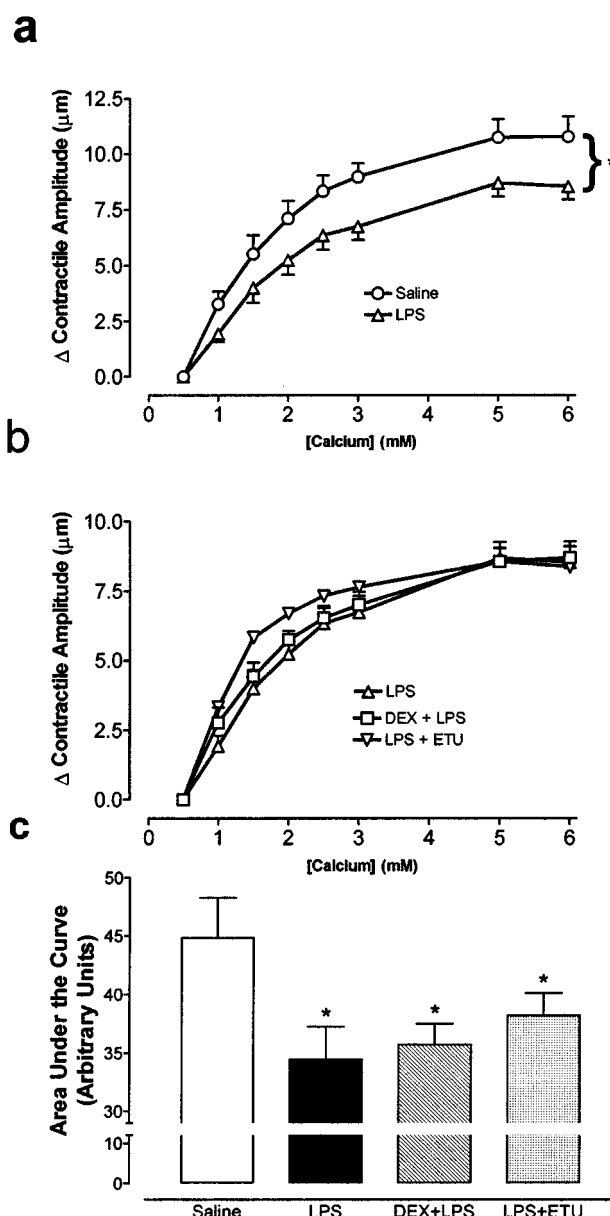 a
Δ Contractile Amplitude (μm)
12.5
10.0
7.5
5.0
2.5
0.0
} *
Saline
LPS
0 1 2 3 4 5 6
[Calcium] (mM)
b
Δ Contractile Amplitude (μm)
10.0
7.5
5.0
2.5
0.0
LPS
DEX + LPS
LPS + ETU
0 1 2 3 4 5 6
[Calcium] (mM)
c
Area Under the Curve
(Arbitrary Units)
50
45
40
35
30
10
0
* * *
Saline LPS DEX+LPS LPS+ETU